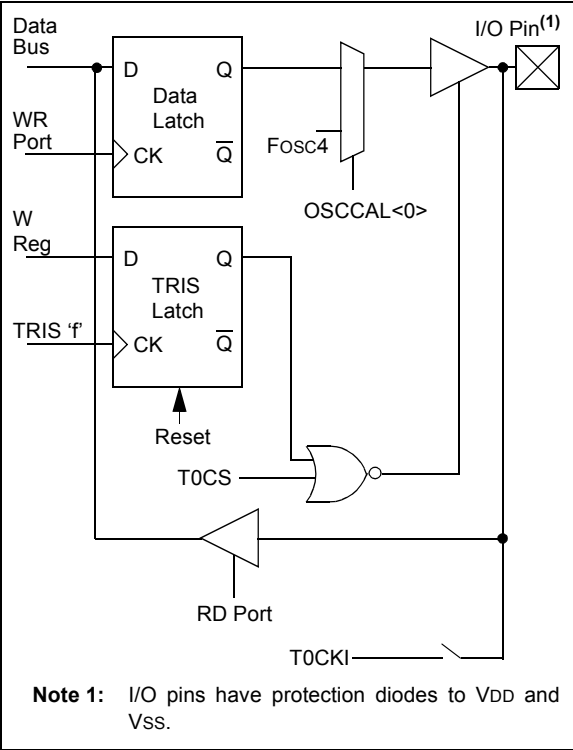 Data
Bus
I/O Pin(1)
D Q
Data
Latch
WR
Port
CK Q
FOSC4
OSCCAL<0>
W
Reg
D Q
TRIS
Latch
TRIS ‘f’
CK Q
Reset
T0CS
RD Port
T0CKI
Note 1: I/O pins have protection diodes to VDD and
VSS.